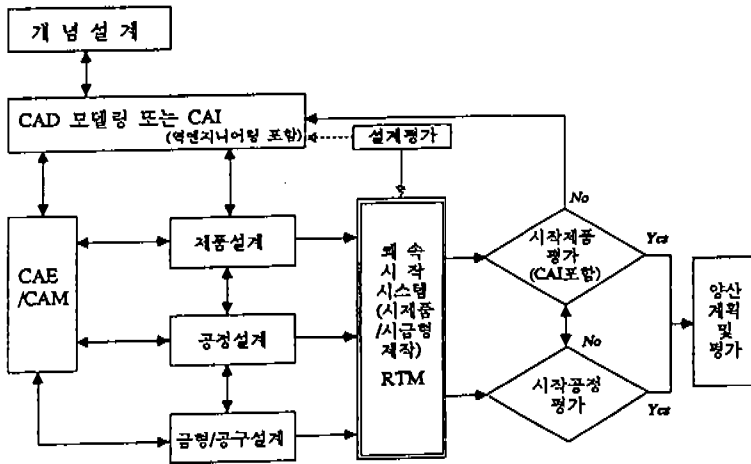 개 념 설 계
CAD 모델링 또는 CAI
(역엔지니어링 포함)
설계평가
No
CAE
/CAM
제품설계
공정설계
금형/공구설계
쾌 속
시 작
시스템
(시제품
/시금형
제작)
RTM
시작제품
평가
(CAI포함)
Yes
No
시작공정
평가
Yes
양산
계획
및
평가